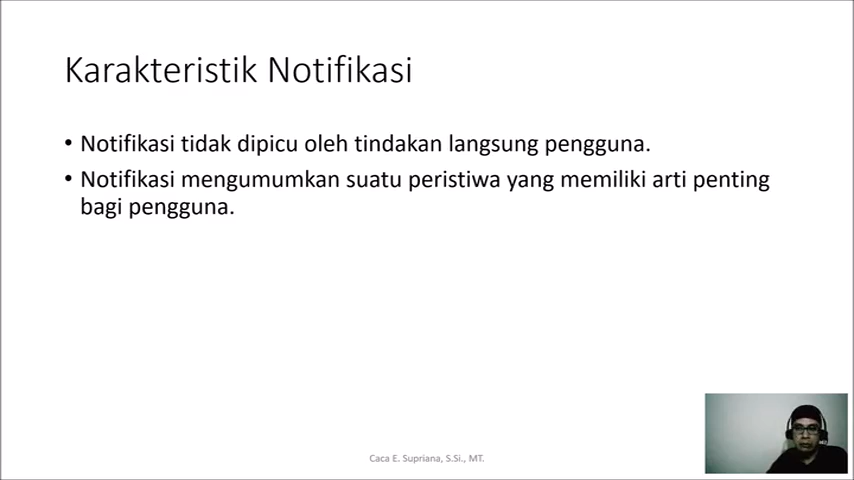 Karakteristik Notifikasi
• Notifikasi tidak dipicu oleh tindakan langsung pengguna.
• Notifikasi mengumumkan suatu peristiwa yang memiliki arti penting
bagi pengguna.
Caca E. Supriana, S.Si., MT.